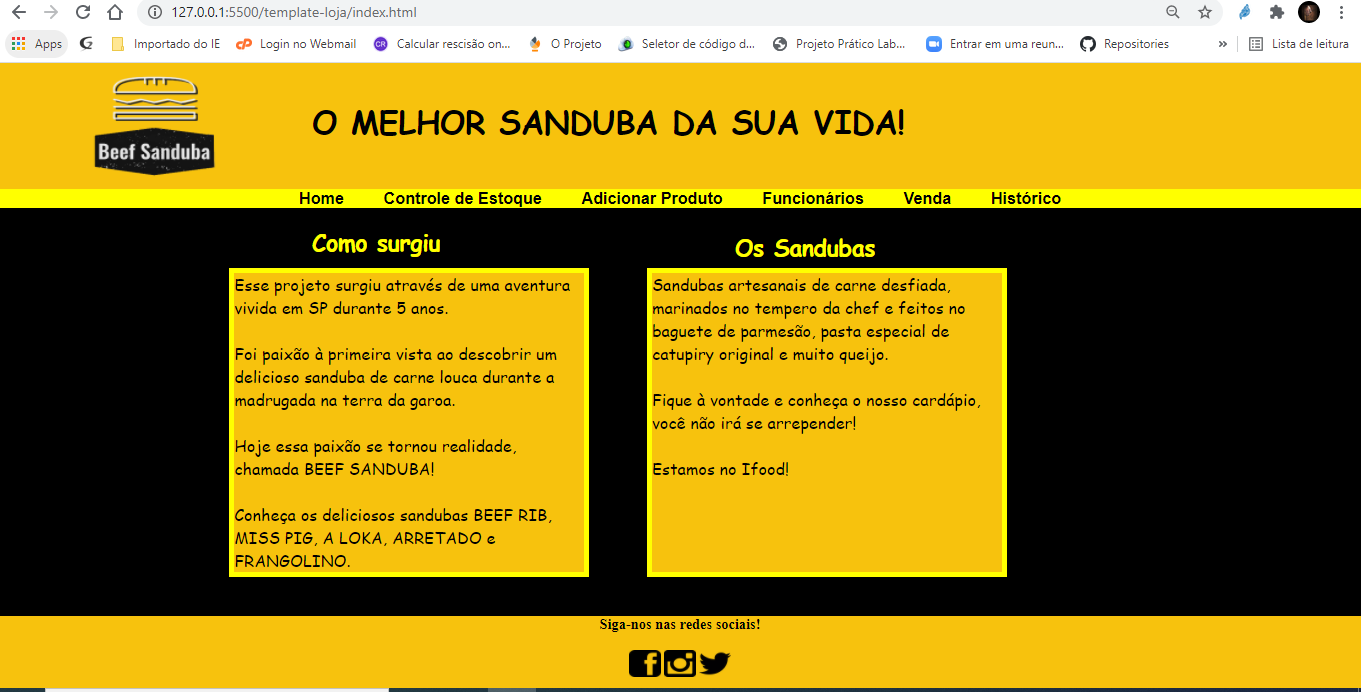 127.0.0.1:5500/template-loja/index.html
Apps
Importado do IE
Login no Webmail
CR
Calcular rescisão on...
O Projeto
Seletor de código d...
Projeto Prático Lab...
Entrar em uma reun...
Repositories
»
Lista de leitura
Beef Sanduba
O MELHOR SANDUBA DA SUA VIDA!
Home Controle de Estoque Adicionar Produto Funcionários Venda Histórico
Como surgiu
Esse projeto surgiu através de uma aventura
vivida em SP durante 5 anos.
Foi paixão à primeira vista ao descobrir um
delicioso sanduba de carne louca durante a
madrugada na terra da garoa.
Hoje essa paixão se tornou realidade,
chamada BEEF SANDUBA!
Conheça os deliciosos sandubas BEEF RIB,
MISS PIG, A LOKA, ARRETADO e
FRANGOLINO.
Os Sandubas
Sandubas artesanais de carne desfiada,
marinados no tempero da chef e feitos no
baguete de parmesão, pasta especial de
catupiry original e muito queijo.
Fique à vontade e conheça o nosso cardápio,
você não irá se arrepender!
Estamos no Ifood!
Siga-nos nas redes sociais!